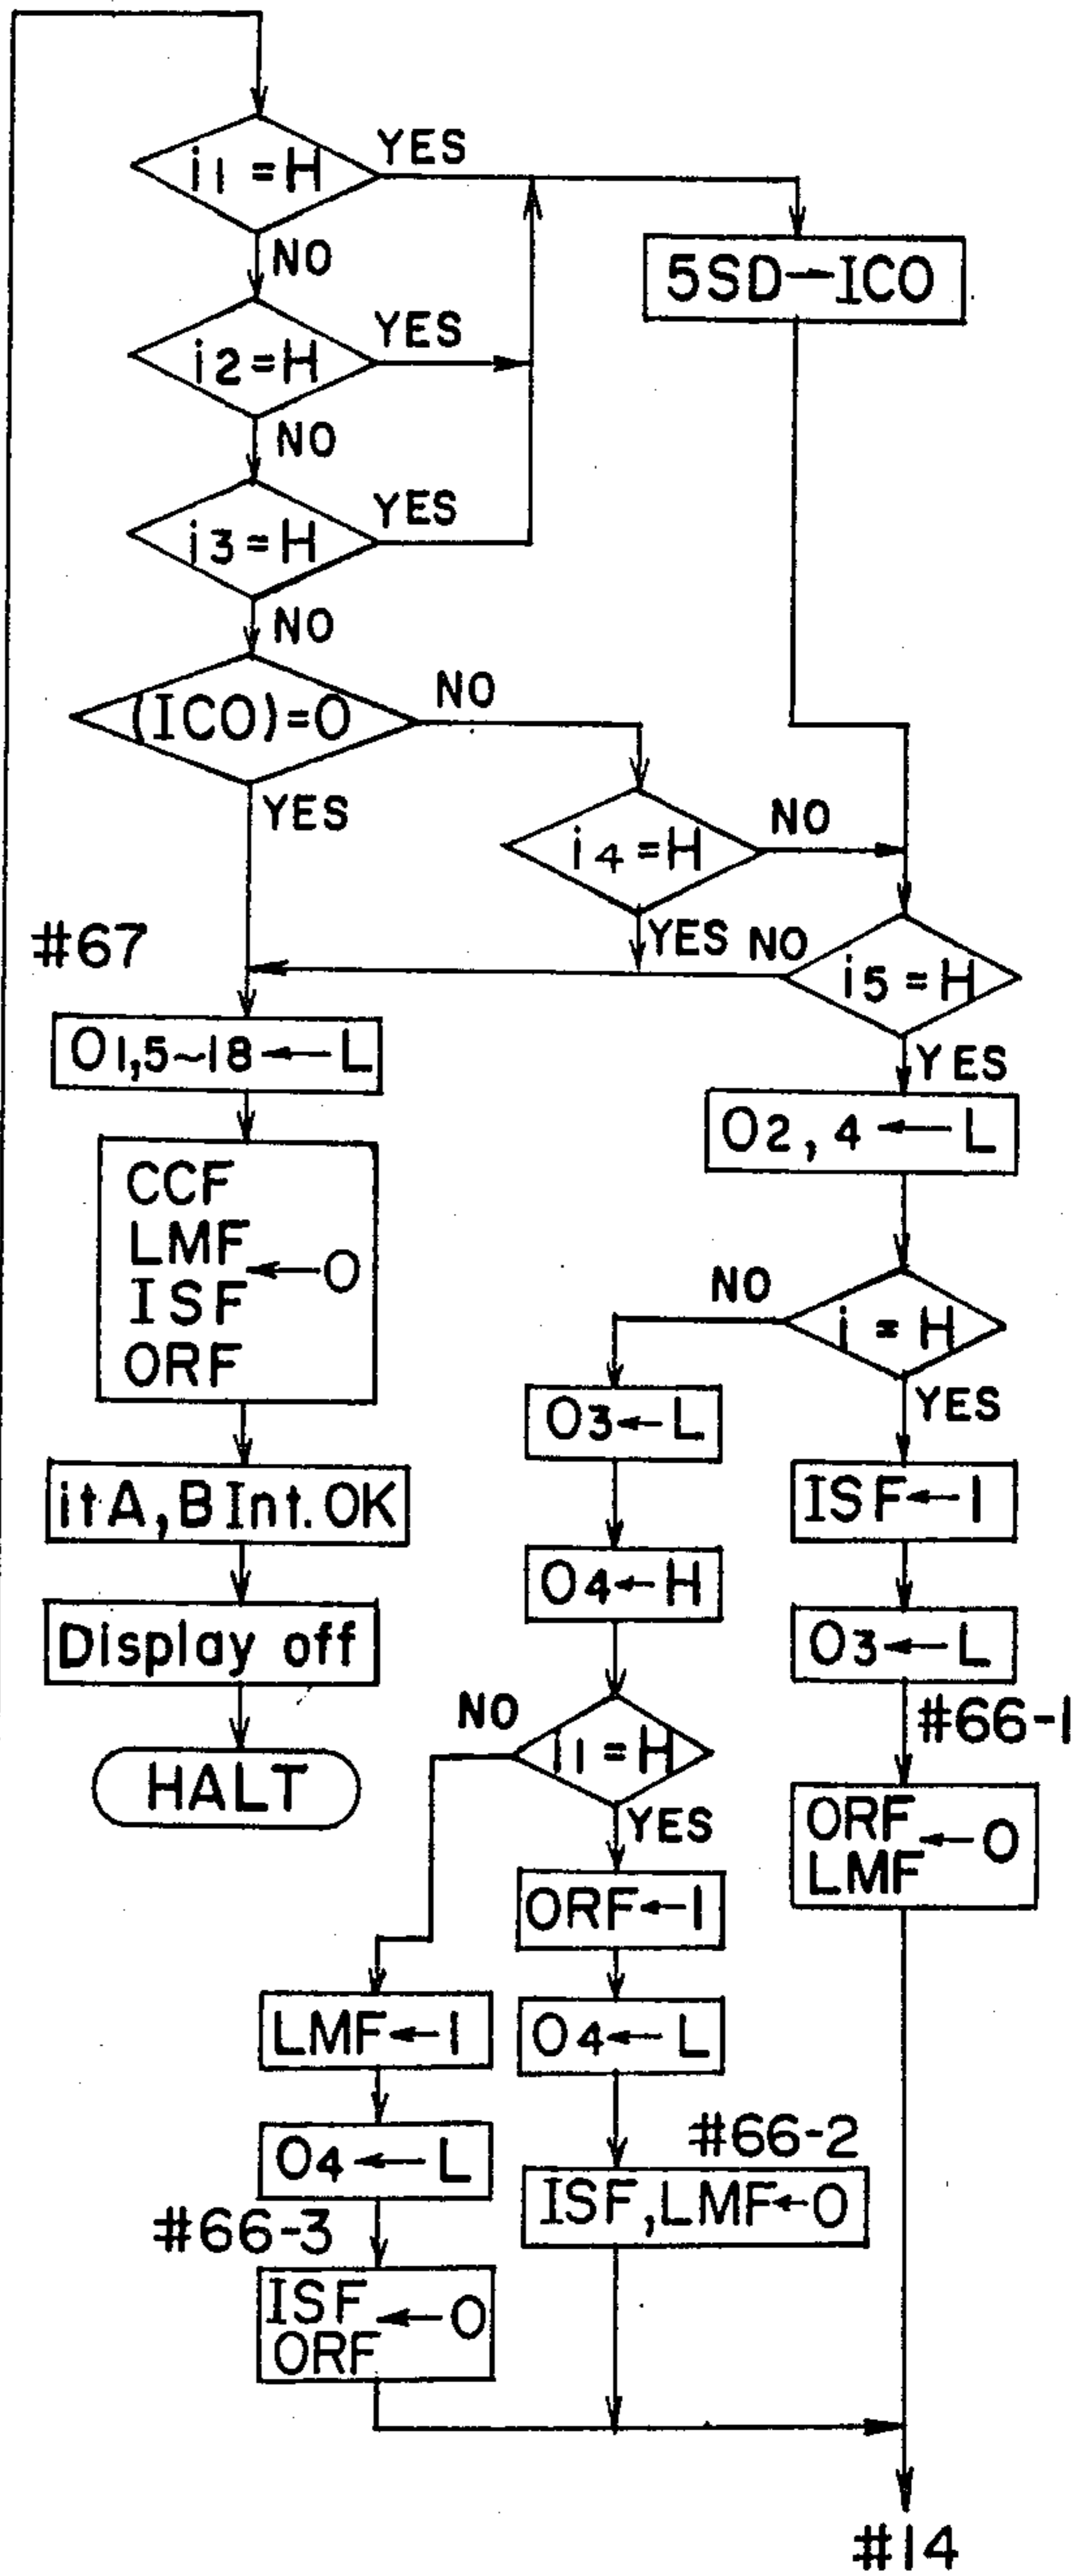 i1 = H
YES
NO
5SD—ICO
i2 = H
YES
NO
i3 = H
YES
NO
(ICO)=0
NO
YES
i4 = H
NO
YES
#67
NO
i5 = H
YES
O1,5~18 ← L
O2, 4 ← L
CCF
LMF
ISF
ORF
← 0
NO
i = H
YES
O3 ← L
ISF ← 1
itA, B Int. OK
O4 ← H
O3 ← L
Display off
#66-1
NO
i1 = H
YES
HALT
ORF
LMF
← 0
ORF ← 1
LMF ← 1
O4 ← L
#66-2
O4 ← L
ISF, LMF ← 0
#66-3
ISF
ORF
← 0
#14